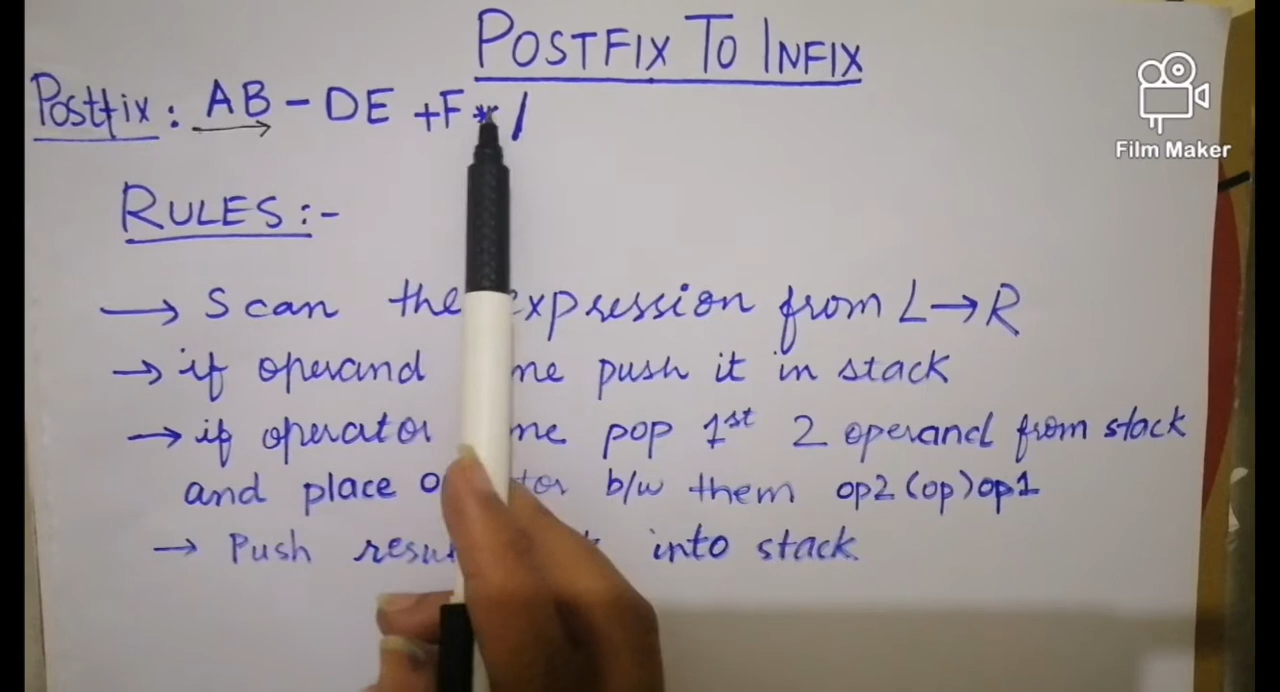 POSTFIX TO INFIX
Postfix: AB-DE+F*/
Film Maker
RULES:-
→ Scan the expression from L→R
→ if operand me push it in stack
→ if operator me pop 1st 2 operand from stack
and place b/w them op2(op)op1
→ Push into stack